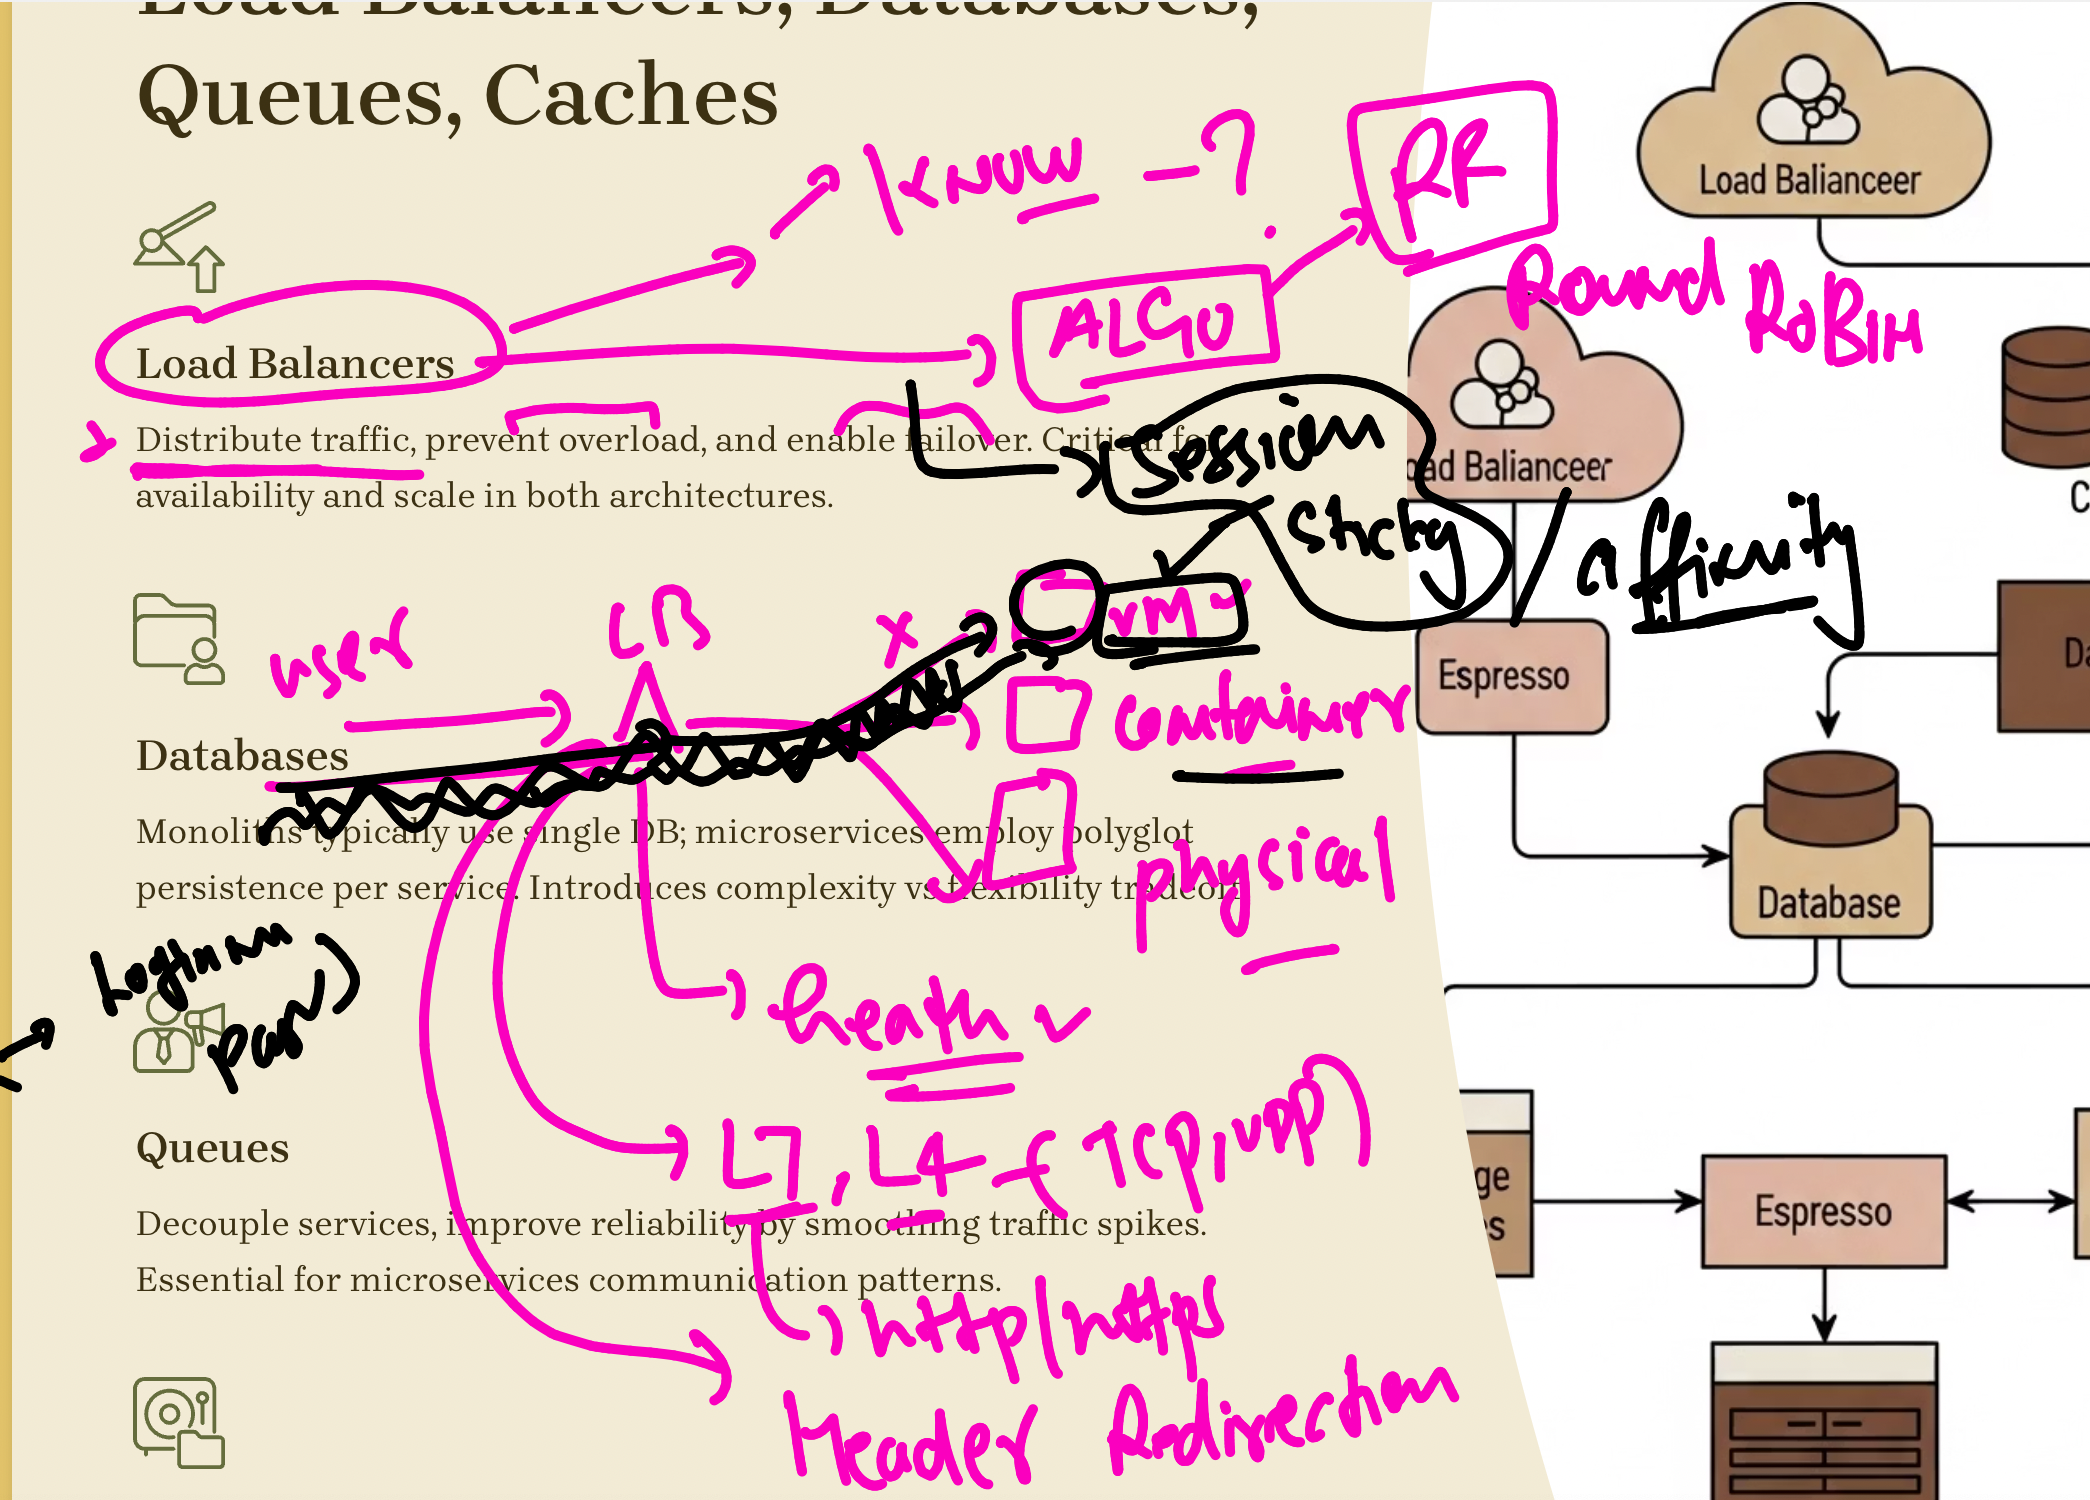 Load Balancers, Databases,
Queues, Caches
KNOW - ?
RR
Round RoBIN
ALGO
Load Balianceer
Load Balancers
Distribute traffic, prevent overload, and enable failover. Critical for
availability and scale in both architectures.
Session
Sticky
/ affinity
oad Balianceer
C
user
LB
X
VM
container
physical
Espresso
Da
Databases
Monoliths typically use single DB; microservices employ polyglot
persistence per service. Introduces complexity vs flexibility tradeoff.
Database
Login
health
L7, L4 - (TCP, UDP)
http/https
Header Redirection
Queues
Decouple services, improve reliability by smoothing traffic spikes.
Essential for microservices communication patterns.
ge
s
Espresso